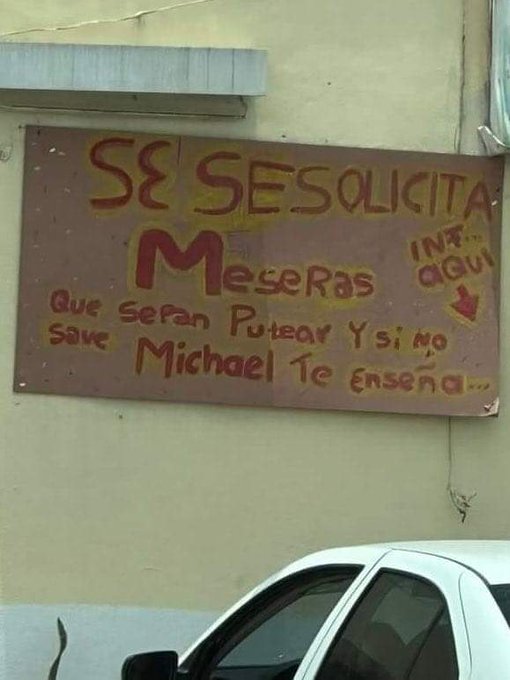 SE SESOLICITA
MeseRas
INF...
AQUI
Que sepan Putear Y si No
save Michael Te enseña...